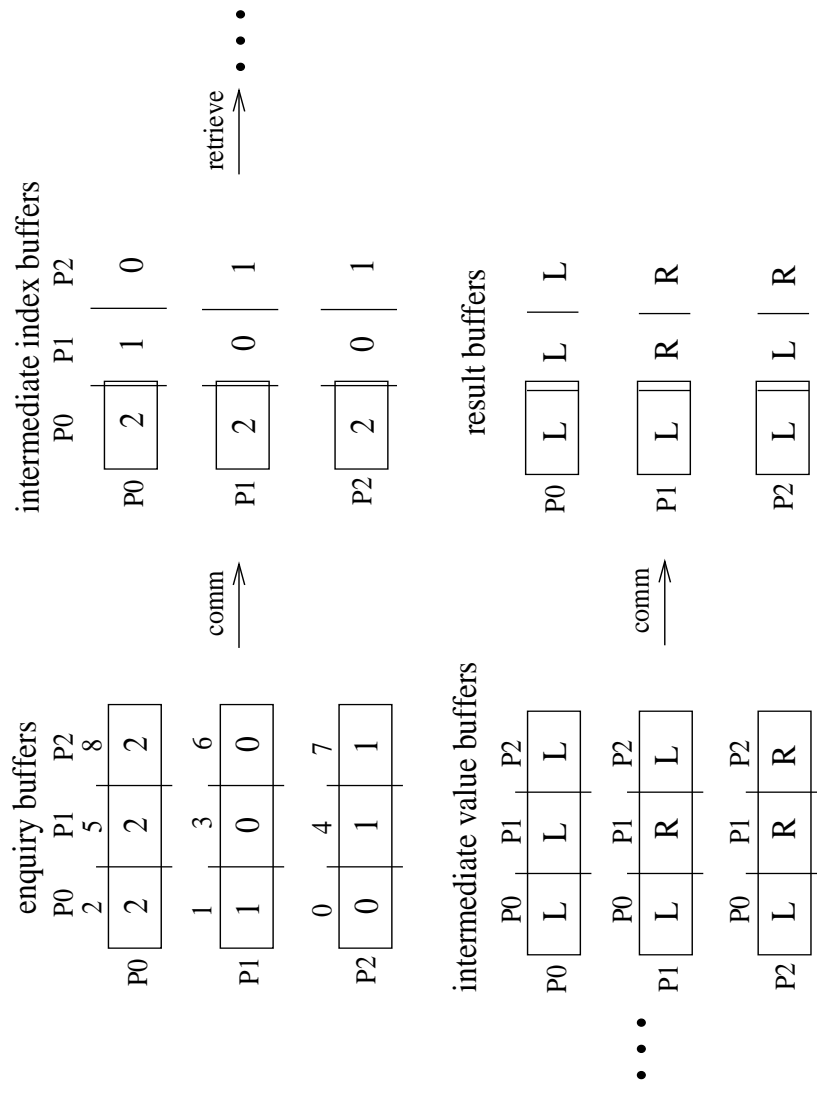 enquiry buffers
P0 P1 P2
2 5 8
P0 2 2 2
1 3 6
P1 1 0 0
0 4 7
P2 0 1 1
comm
intermediate index buffers
P0 P1 P2
P0 2 1 0
P1 2 0 1
P2 2 0 1
retrieve
intermediate value buffers
P0 P1 P2
P0 L L L
P0 P1 P2
P1 L R L
P0 P1 P2
P2 L R R
comm
result buffers
P0 L L L
P1 L R R
P2 L L R